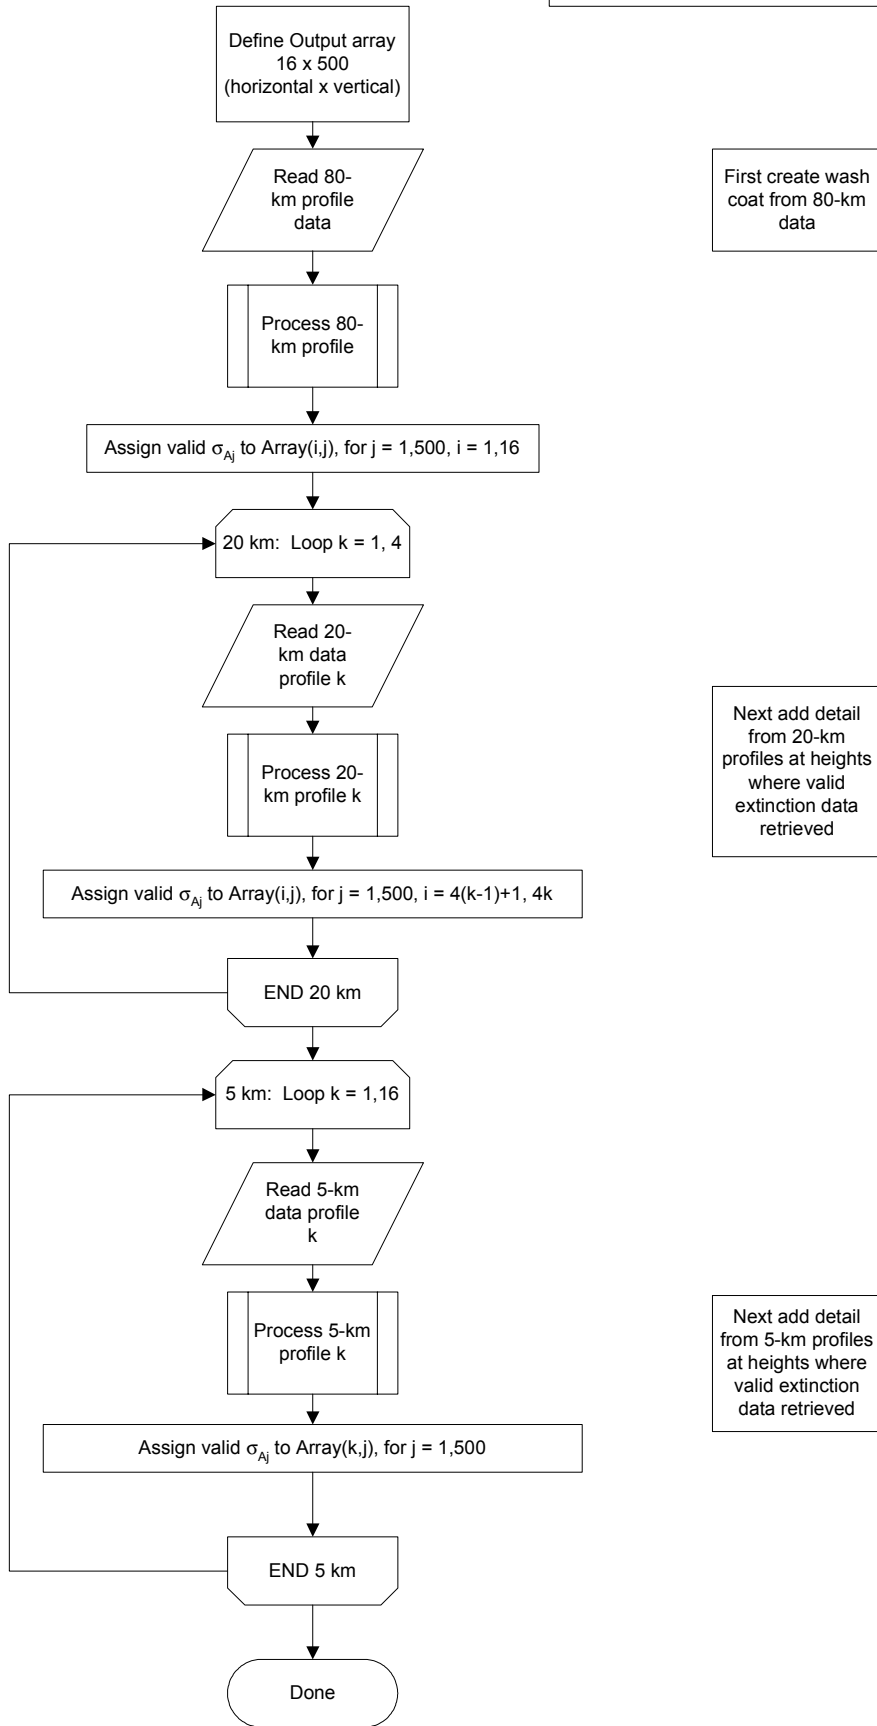 Define Output array
16 x 500
(horizontal x vertical)
Read 80-
km profile
data
First create wash
coat from 80-km
data
Process 80-
km profile
Assign valid σAj to Array(i,j), for j = 1,500, i = 1,16
20 km:  Loop k = 1, 4
Read 20-
km data
profile k
Next add detail
from 20-km
profiles at heights
where valid
extinction data
retrieved
Process 20-
km profile k
Assign valid σAj to Array(i,j), for j = 1,500, i = 4(k-1)+1, 4k
END 20 km
5 km:  Loop k = 1,16
Read 5-km
data profile
k
Process 5-km
profile k
Next add detail
from 5-km profiles
at heights where
valid extinction
data retrieved
Assign valid σAj to Array(k,j), for j = 1,500
END 5 km
Done